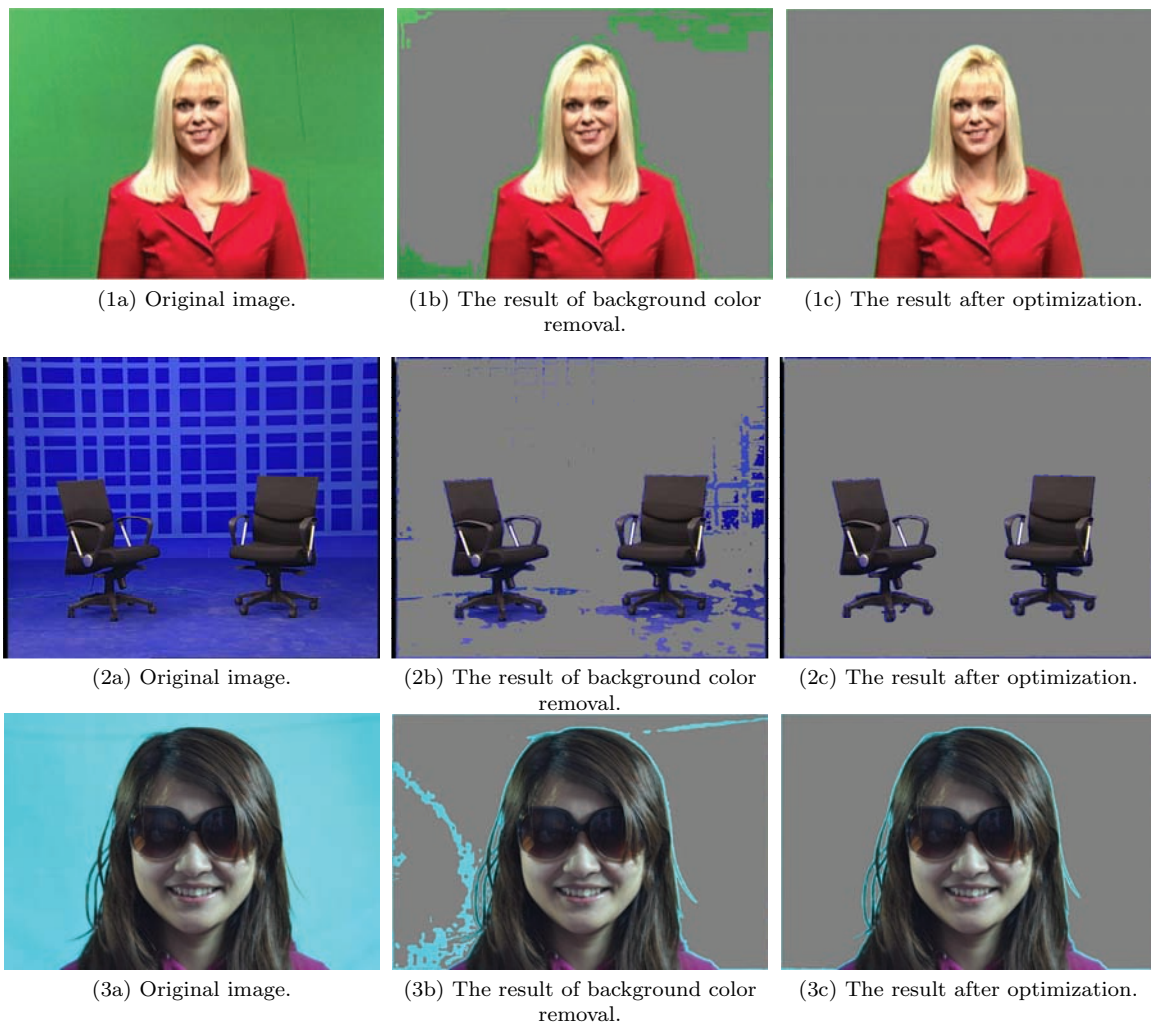 (1a) Original image.
(1b) The result of background color
removal.
(1c) The result after optimization.
(2a) Original image.
(2b) The result of background color
removal.
(2c) The result after optimization.
(3a) Original image.
(3b) The result of background color
removal.
(3c) The result after optimization.